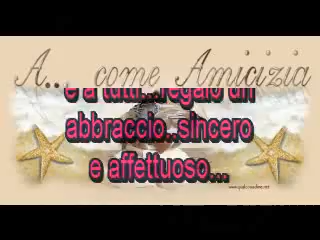 A... come Amicizia
e a tutti...regalo un
abbraccio..sincero
e affettuoso...